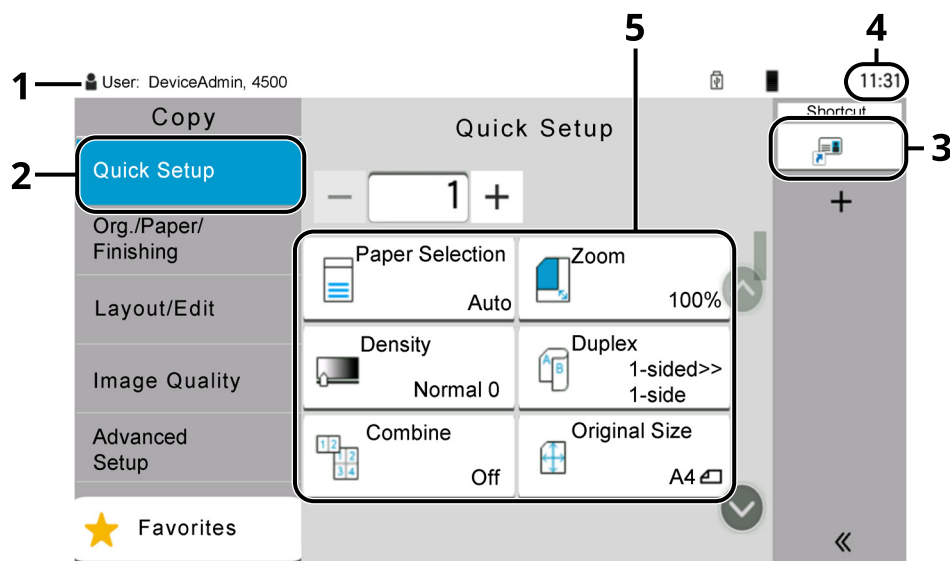 5
4
1
User: DeviceAdmin, 4500
11:31
Copy
Quick Setup
Shortcut
2
Quick Setup
3
1
Org./Paper/
Finishing
Paper Selection
Auto
Zoom
100%
Layout/Edit
Density
Normal 0
Duplex
1-sided>>
1-side
Image Quality
Combine
Off
Original Size
A4
Advanced
Setup
Favorites